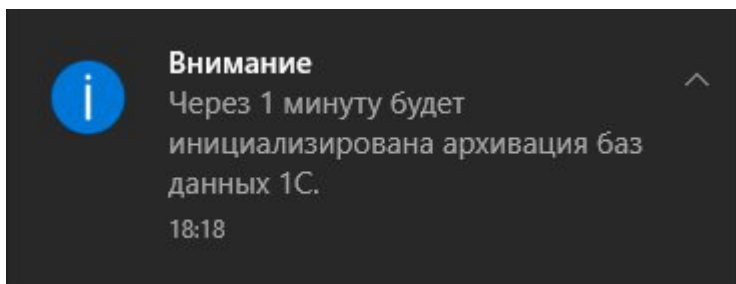 Внимание
Через 1 минуту будет
инициализирована архивация баз
данных 1С.
18:18